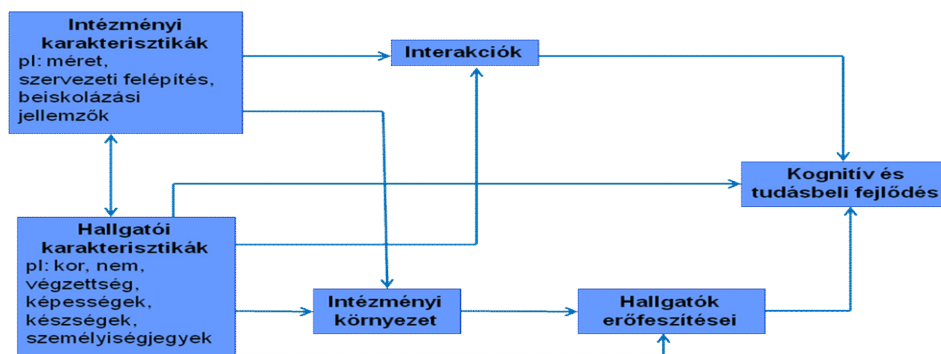 Intézményi
karakterisztikák
pl: méret,
szervezeti felépítés,
beiskolázási
jellemzők
Interakciók
Kognitív és
tudásbeli fejlődés
Hallgatói
karakterisztikák
pl: kor, nem,
végzettség,
képességek,
készségek,
személyiségjegyek
Intézményi
környezet
Hallgatók
erőfeszítései